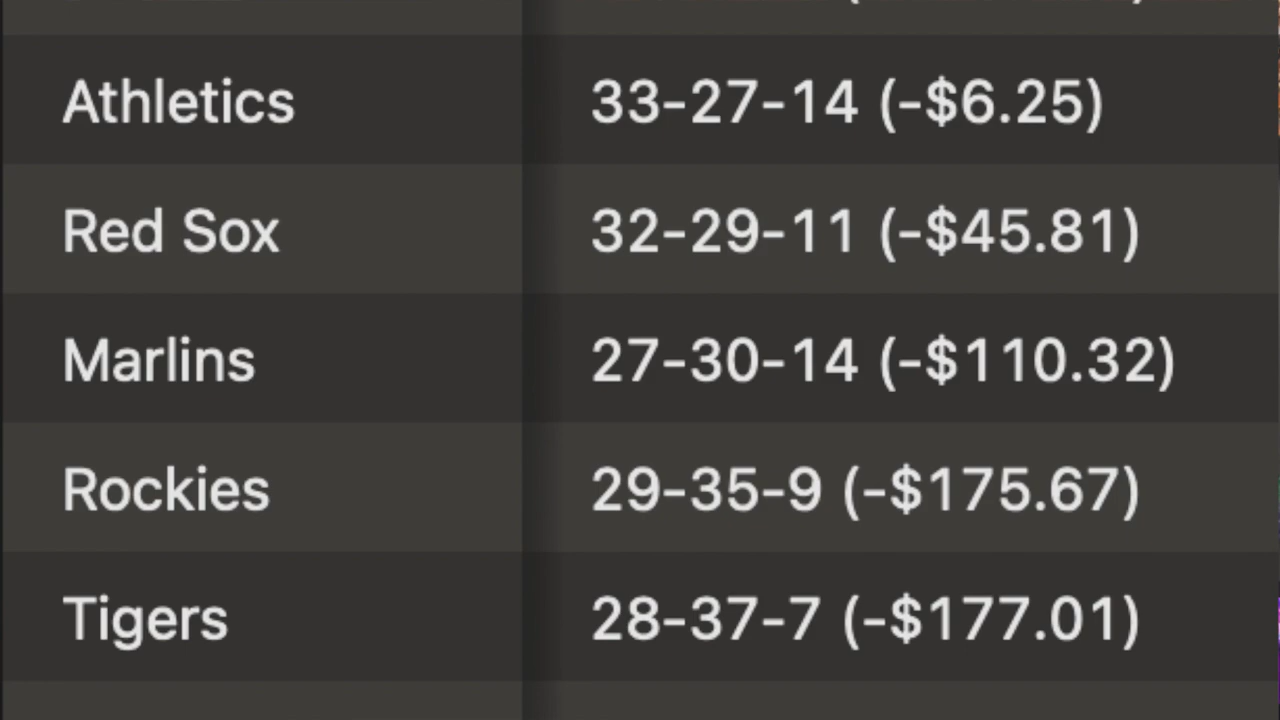 Athletics 33-27-14 (-$6.25)
Red Sox 32-29-11 (-$45.81)
Marlins 27-30-14 (-$110.32)
Rockies 29-35-9 (-$175.67)
Tigers 28-37-7 (-$177.01)